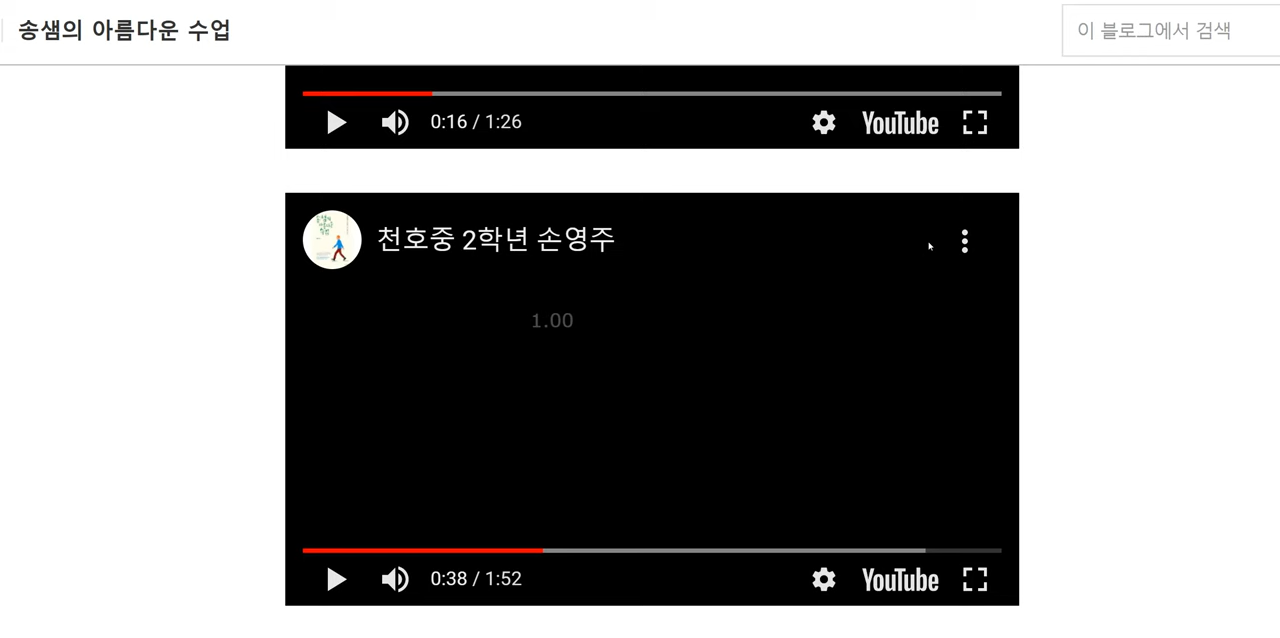 송샘의 아름다운 수업
이 블로그에서 검색
0:16 / 1:26
YouTube
천호중 2학년 손영주
1.00
0:38 / 1:52
YouTube